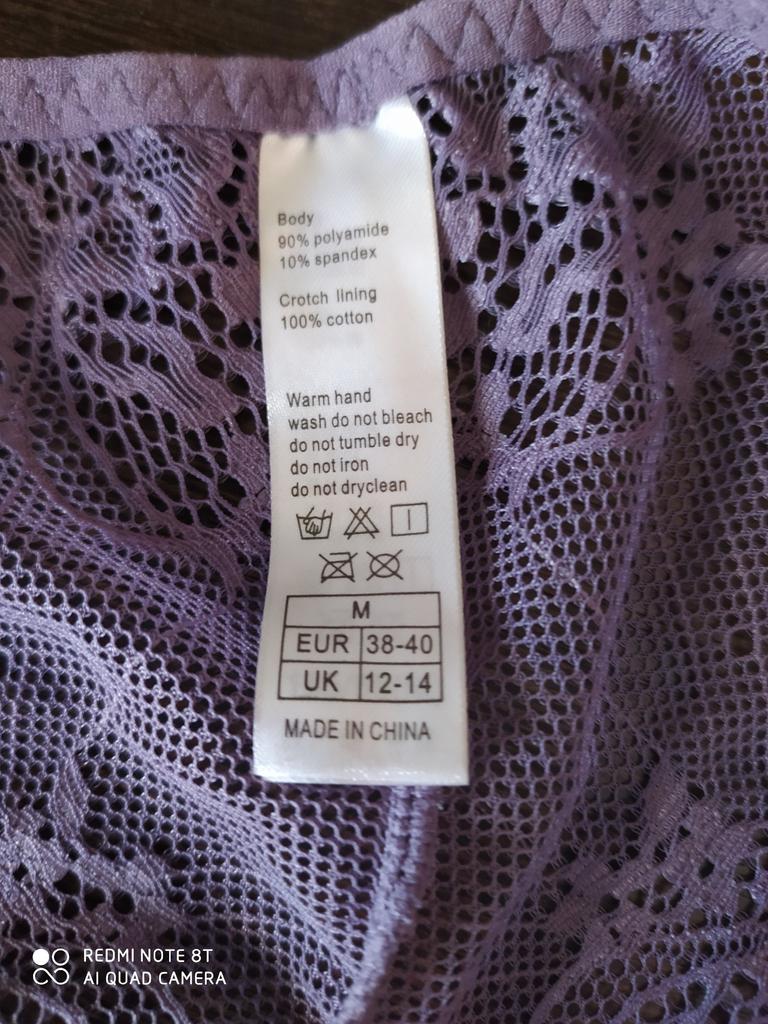 Body
90% polyamide
10% spandex
Crotch lining
100% cotton
Warm hand
wash do not bleach
do not tumble dry
do not iron
do not dryclean
M
EUR 38-40
UK 12-14
MADE IN CHINA
REDMI NOTE 8T
AI QUAD CAMERA